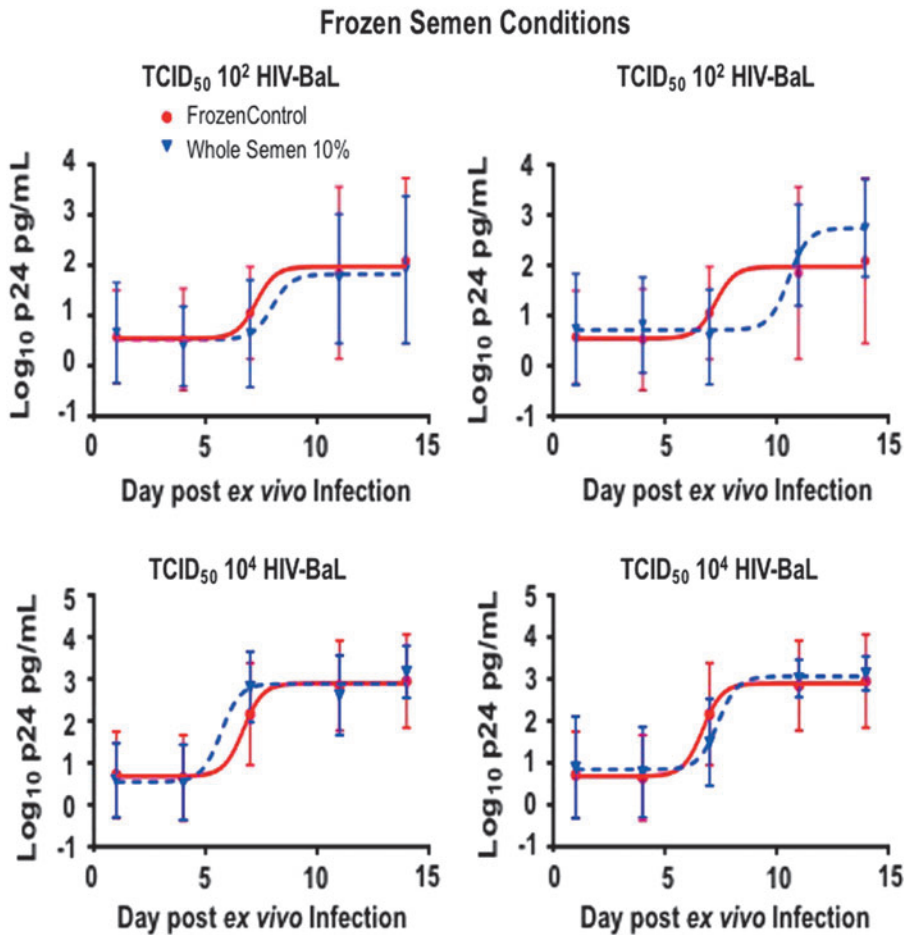 Frozen Semen Conditions
TCID₅₀ 10² HIV-BaL
FrozenControl
Whole Semen 10%
Log₁₀ p24 pg/mL
4
3
2
1
0
-1
0 5 10 15
Day post ex vivo Infection
TCID₅₀ 10² HIV-BaL
Log₁₀ p24 pg/mL
4
3
2
1
0
-1
0 5 10 15
Day post ex vivo Infection
TCID₅₀ 10⁴ HIV-BaL
Log₁₀ p24 pg/mL
5
4
3
2
1
0
-1
0 5 10 15
Day post ex vivo Infection
TCID₅₀ 10⁴ HIV-BaL
Log₁₀ p24 pg/mL
5
4
3
2
1
0
-1
0 5 10 15
Day post ex vivo Infection